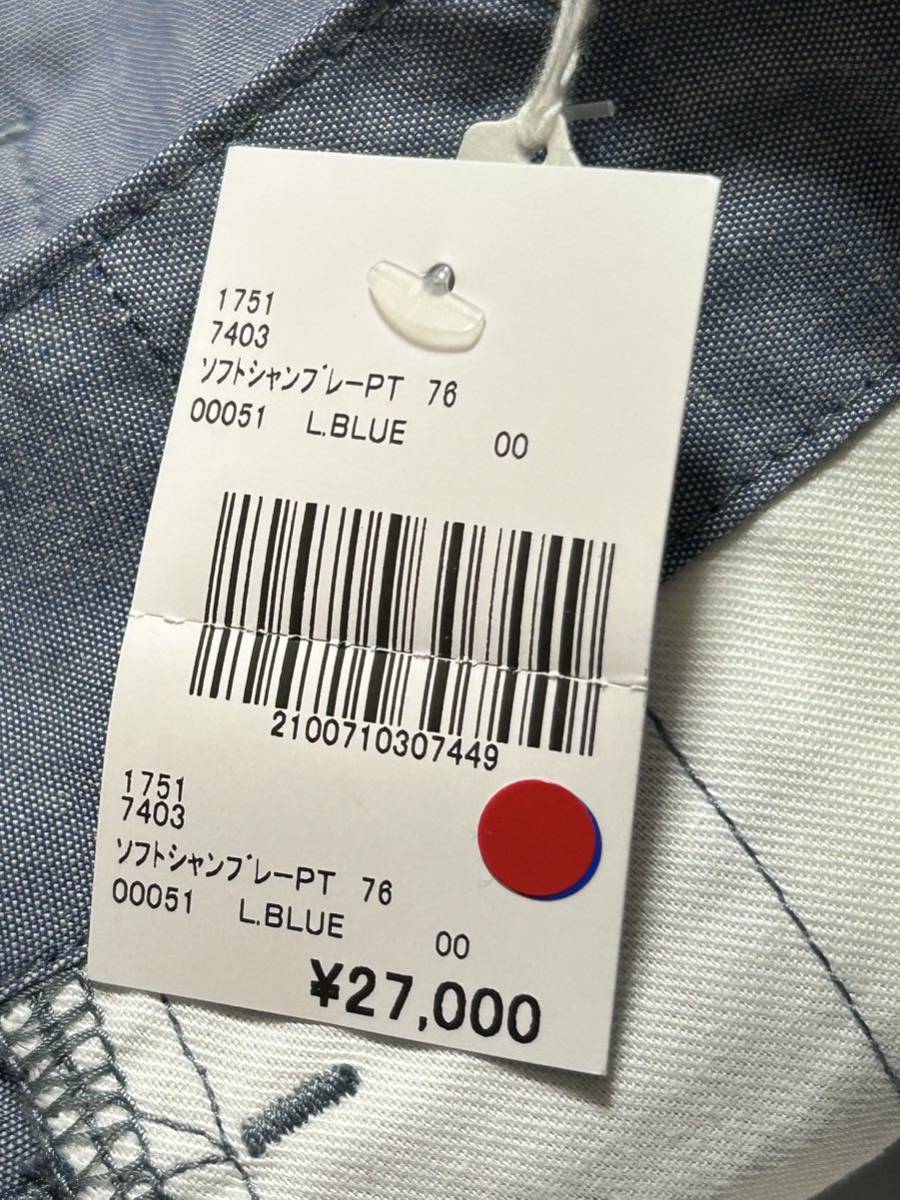 1751
7403
ｿﾌﾄｼｬﾝﾌﾞﾚｰPT 76
00051 L.BLUE 00
2100710307449
1751
7403
ｿﾌﾄｼｬﾝﾌﾞﾚｰPT 76
00051 L.BLUE 00
¥27,000